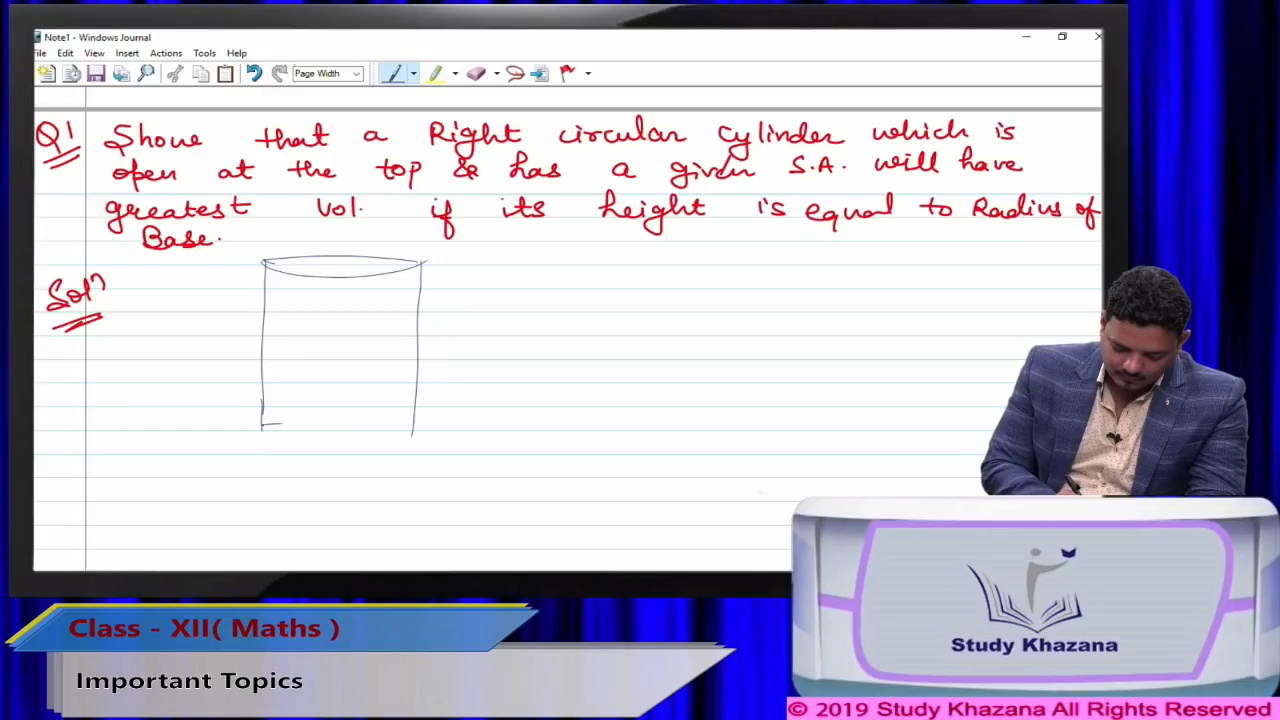 Note1 - Windows Journal
File Edit View Insert Actions Tools Help
Page Width
Q1 Show that a Right circular cylinder which is
open at the top & has a given S.A. will have
greatest Vol. if its height is equal to Radius of
Base.
Solⁿ
Study Khazana
Class - XII( Maths )
Important Topics
© 2019 Study Khazana All Rights Reserved